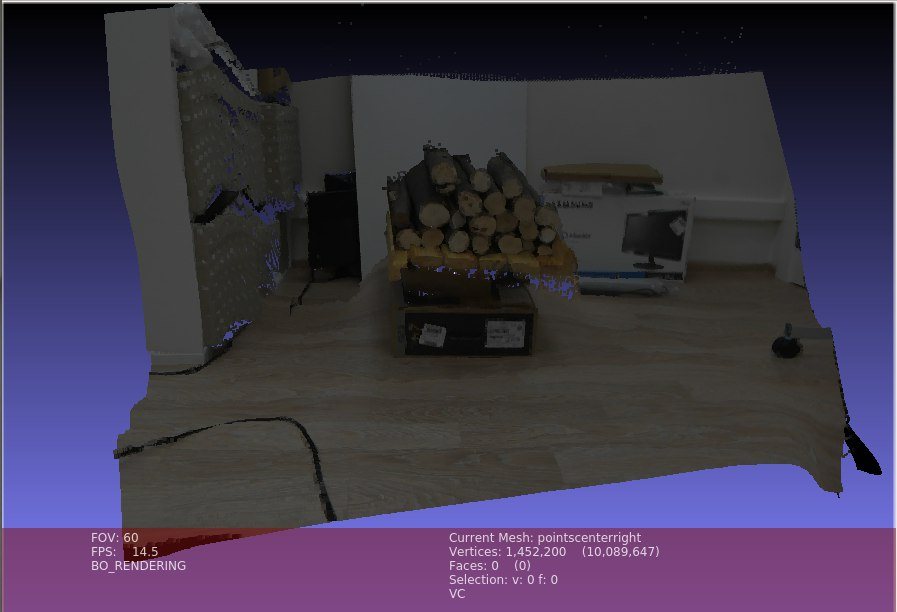 SAMSUNG
FOV: 60
FPS: 14.5
BO_RENDERING
Current Mesh: pointscenterright
Vertices: 1,452,200 (10,089,647)
Faces: 0 (0)
Selection: v: 0 f: 0
VC